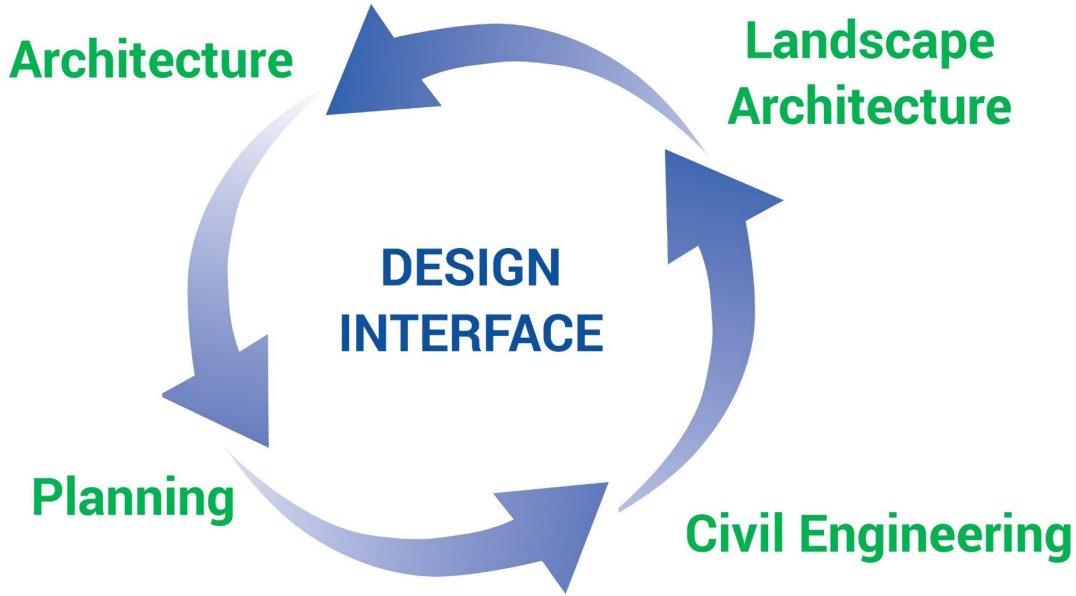 Architecture
Landscape
Architecture
DESIGN
INTERFACE
Planning
Civil Engineering